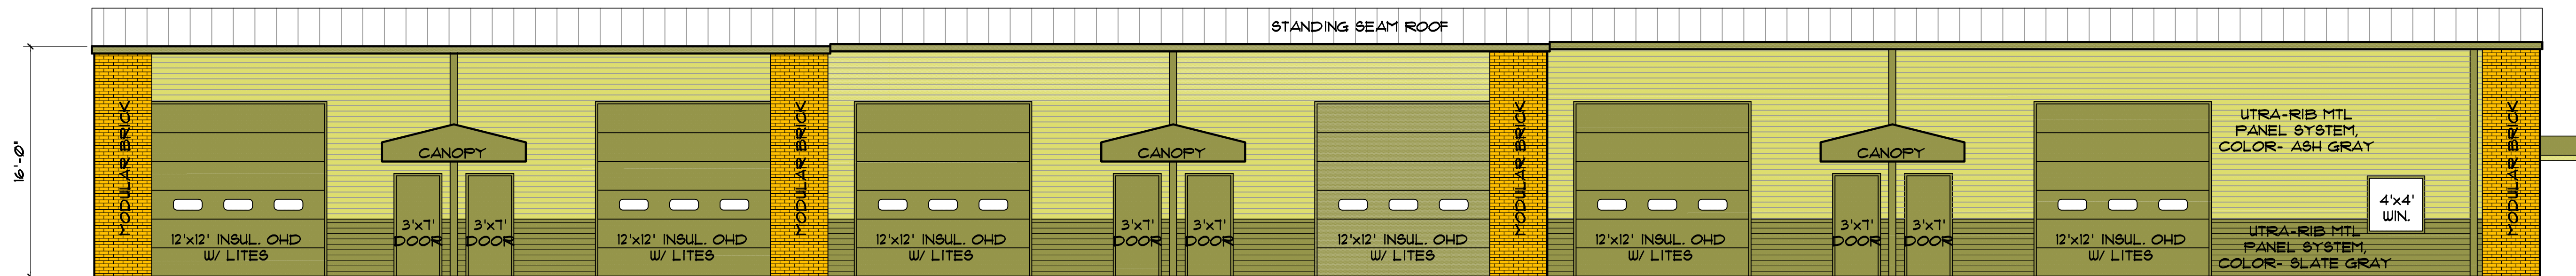 STANDING SEAM ROOF
16'-0"
MODULAR BRICK
12'x12' INSUL. OHD
W/ LITES
CANOPY
3'x7'
DOOR
3'x7'
DOOR
12'x12' INSUL. OHD
W/ LITES
MODULAR BRICK
12'x12' INSUL. OHD
W/ LITES
CANOPY
3'x7'
DOOR
3'x7'
DOOR
12'x12' INSUL. OHD
W/ LITES
MODULAR BRICK
12'x12' INSUL. OHD
W/ LITES
CANOPY
3'x7'
DOOR
3'x7'
DOOR
12'x12' INSUL. OHD
W/ LITES
UTRA-RIB MTL
PANEL SYSTEM,
COLOR- ASH GRAY
4'x4'
WIN.
UTRA-RIB MTL
PANEL SYSTEM,
COLOR- SLATE GRAY
MODULAR BRICK